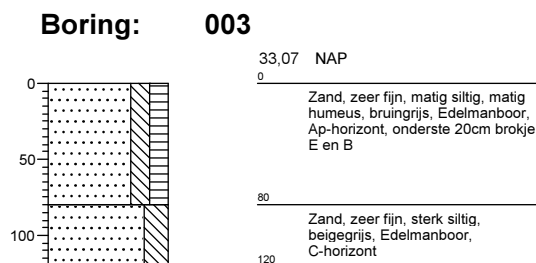 Boring: 003
33,07 NAP
0
0
Zand, zeer fijn, matig siltig, matig
humeus, bruingrijs, Edelmanboor,
Ap-horizont, onderste 20cm brokje
E en B
50
80
Zand, zeer fijn, sterk siltig,
beigegrijs, Edelmanboor,
C-horizont
100
120